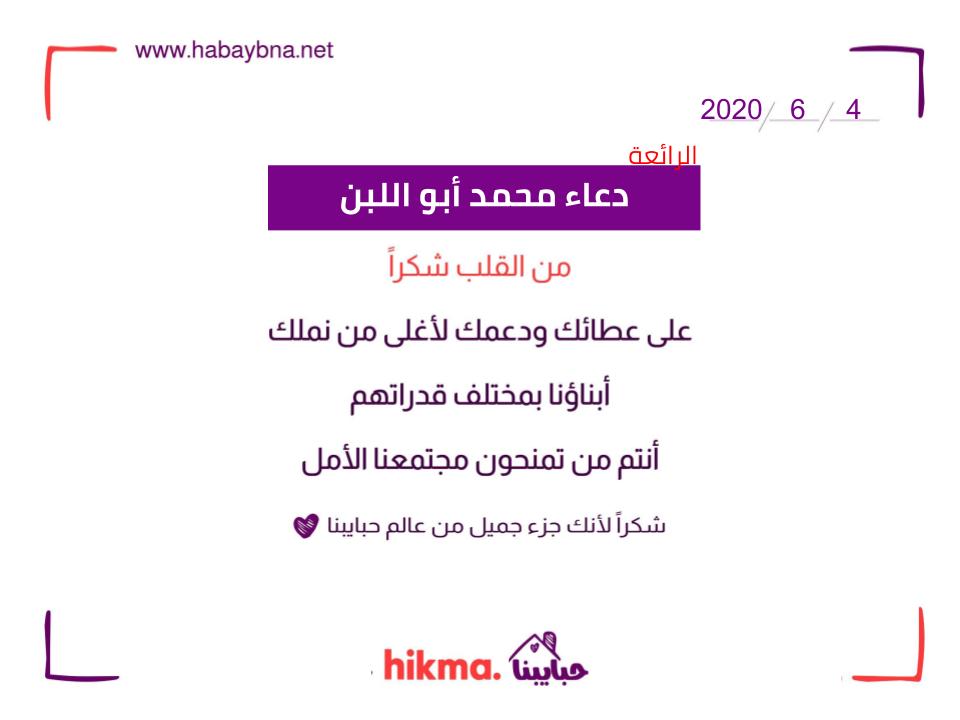 www.habaybna.net
2020/ 6 / 4
الرائعة
دعاء محمد أبو اللبن
من القلب شكراً
على عطائك ودعمك لأغلى من نملك
أبناؤنا بمختلف قدراتهم
أنتم من تمنحون مجتمعنا الأمل
شكراً لأنك جزء جميل من عالم حبايبنا
hikma. حبايبنا